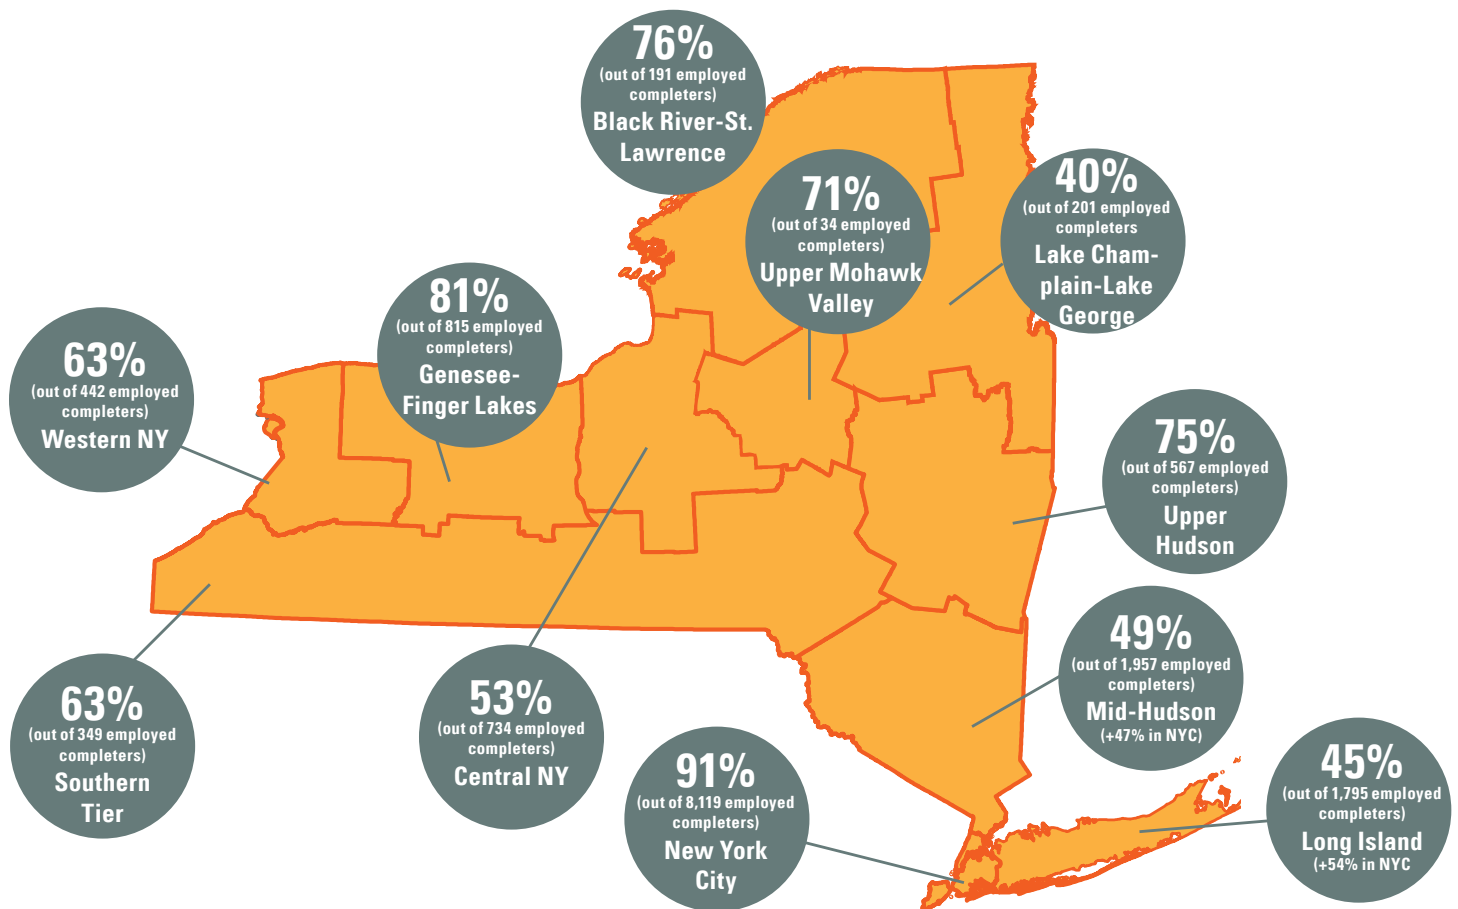 76%
(out of 191 employed
completers)
Black River-St.
Lawrence
71%
(out of 34 employed
completers)
Upper Mohawk
Valley
40%
(out of 201 employed
completers
Lake Cham-
plain-Lake
George
81%
(out of 815 employed
completers)
Genesee-
Finger Lakes
63%
(out of 442 employed
completers)
Western NY
75%
(out of 567 employed
completers)
Upper
Hudson
49%
(out of 1,957 employed
completers)
Mid-Hudson
(+47% in NYC)
63%
(out of 349 employed
completers)
Southern
Tier
53%
(out of 734 employed
completers)
Central NY
91%
(out of 8,119 employed
completers)
New York
City
45%
(out of 1,795 employed
completers)
Long Island
(+54% in NYC